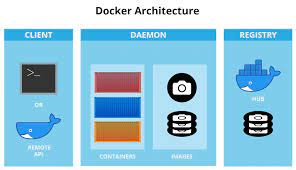 Docker Architecture
CLIENT
>_
OR
REMOTE
API
DAEMON
CONTAINERS
IMAGES
REGISTRY
HUB